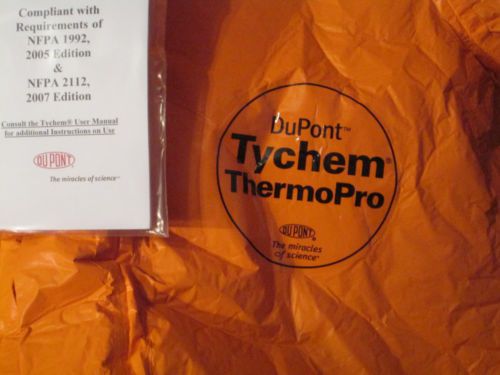 Compliant with
Requirements of
NFPA 1992,
2005 Edition
&
NFPA 2112,
2007 Edition
Consult the Tychem® User Manual
for additional Instructions on Use
DUPONT
The miracles of science™
DuPont™
Tychem®
ThermoPro
DUPONT®
The miracles
of science®